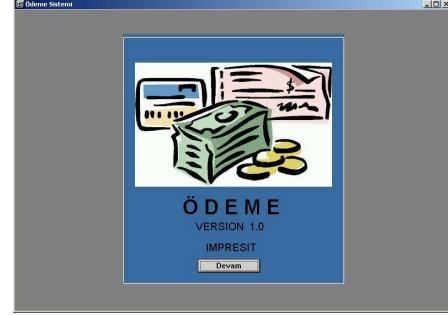 Ödeme Sistemi
$
ÖDEME
VERSION 1.0
IMPRESIT
Devam